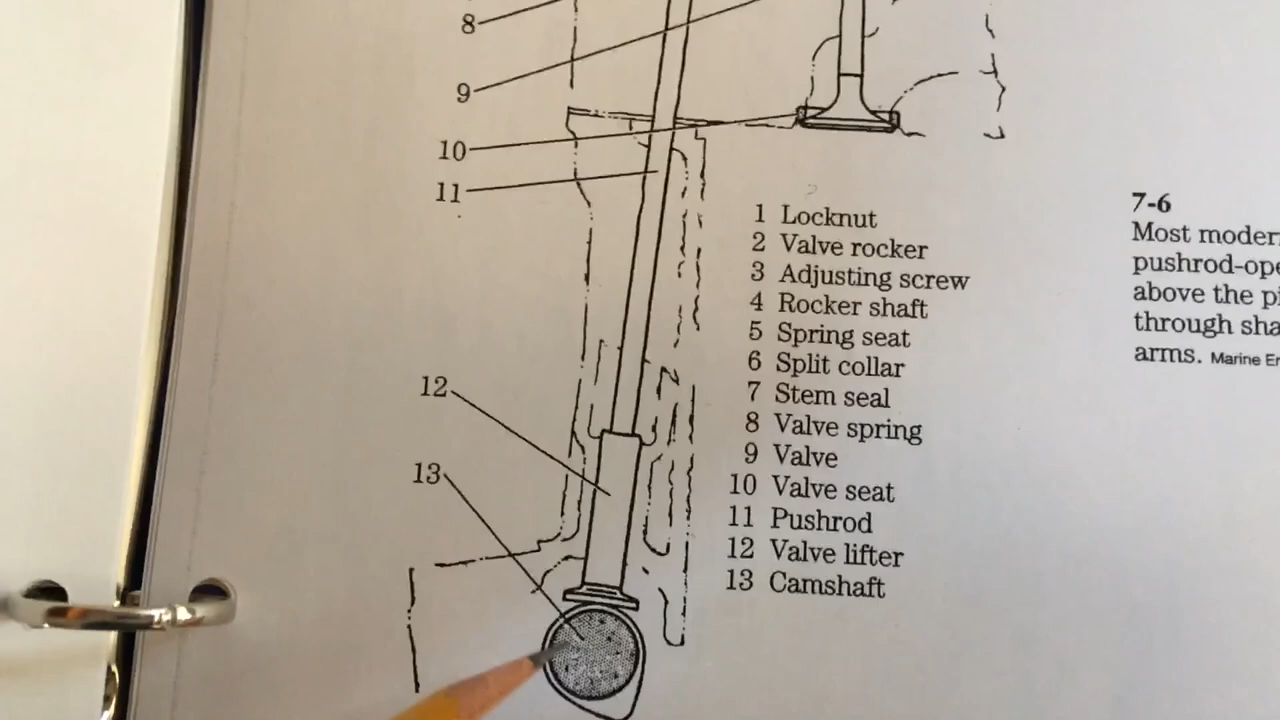 8
9
10
11
12
13
1 Locknut
2 Valve rocker
3 Adjusting screw
4 Rocker shaft
5 Spring seat
6 Split collar
7 Stem seal
8 Valve spring
9 Valve
10 Valve seat
11 Pushrod
12 Valve lifter
13 Camshaft
7-6
Most moder
pushrod-ope
above the pi
through sha
arms. Marine En